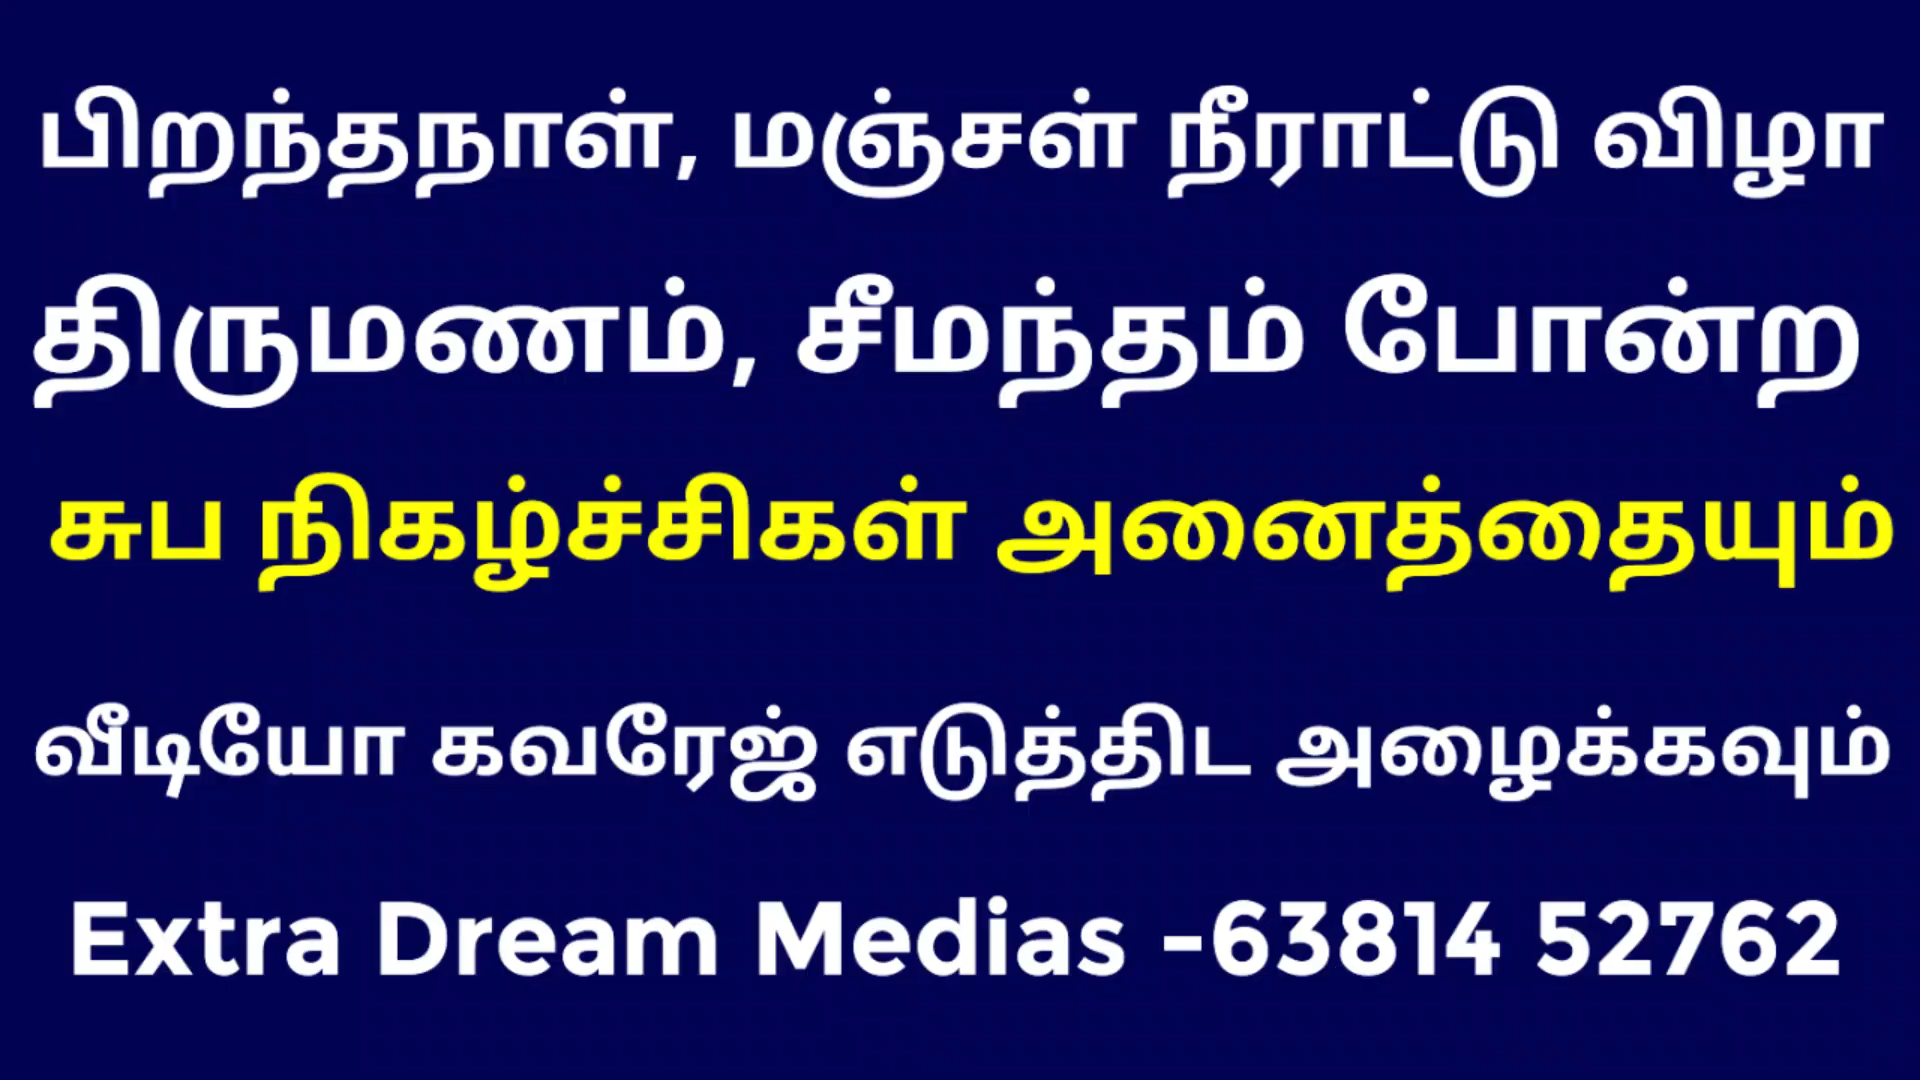 பிறந்தநாள், மஞ்சள் நீராட்டு விழா
திருமணம், சீமந்தம் போன்ற
சுப நிகழ்ச்சிகள் அனைத்தையும்
வீடியோ கவரேஜ் எடுத்திட அழைக்கவும்
Extra Dream Medias -63814 52762